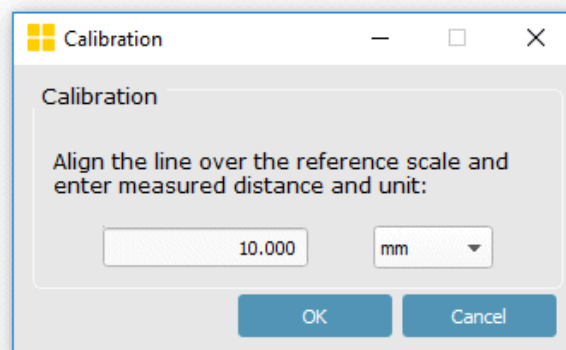 Calibration
Calibration
Align the line over the reference scale and
enter measured distance and unit:
10.000 mm
OK Cancel